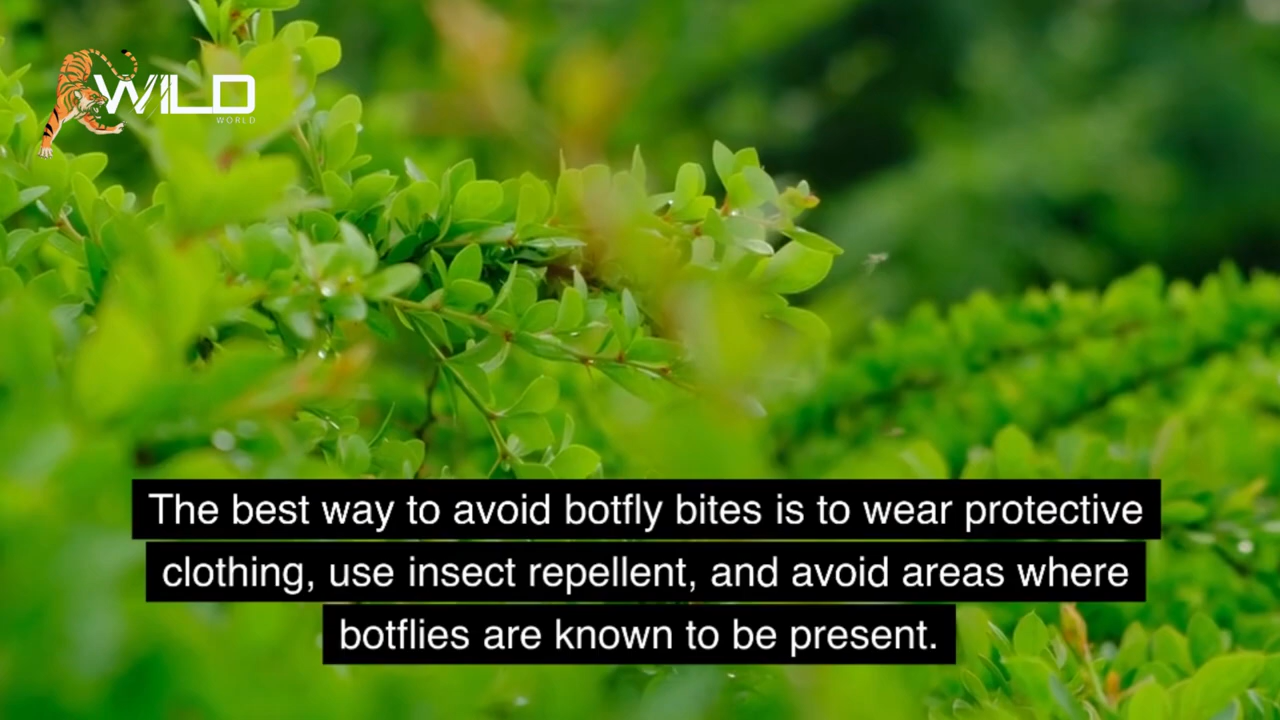 WILD
WORLD
The best way to avoid botfly bites is to wear protective
clothing, use insect repellent, and avoid areas where
botflies are known to be present.